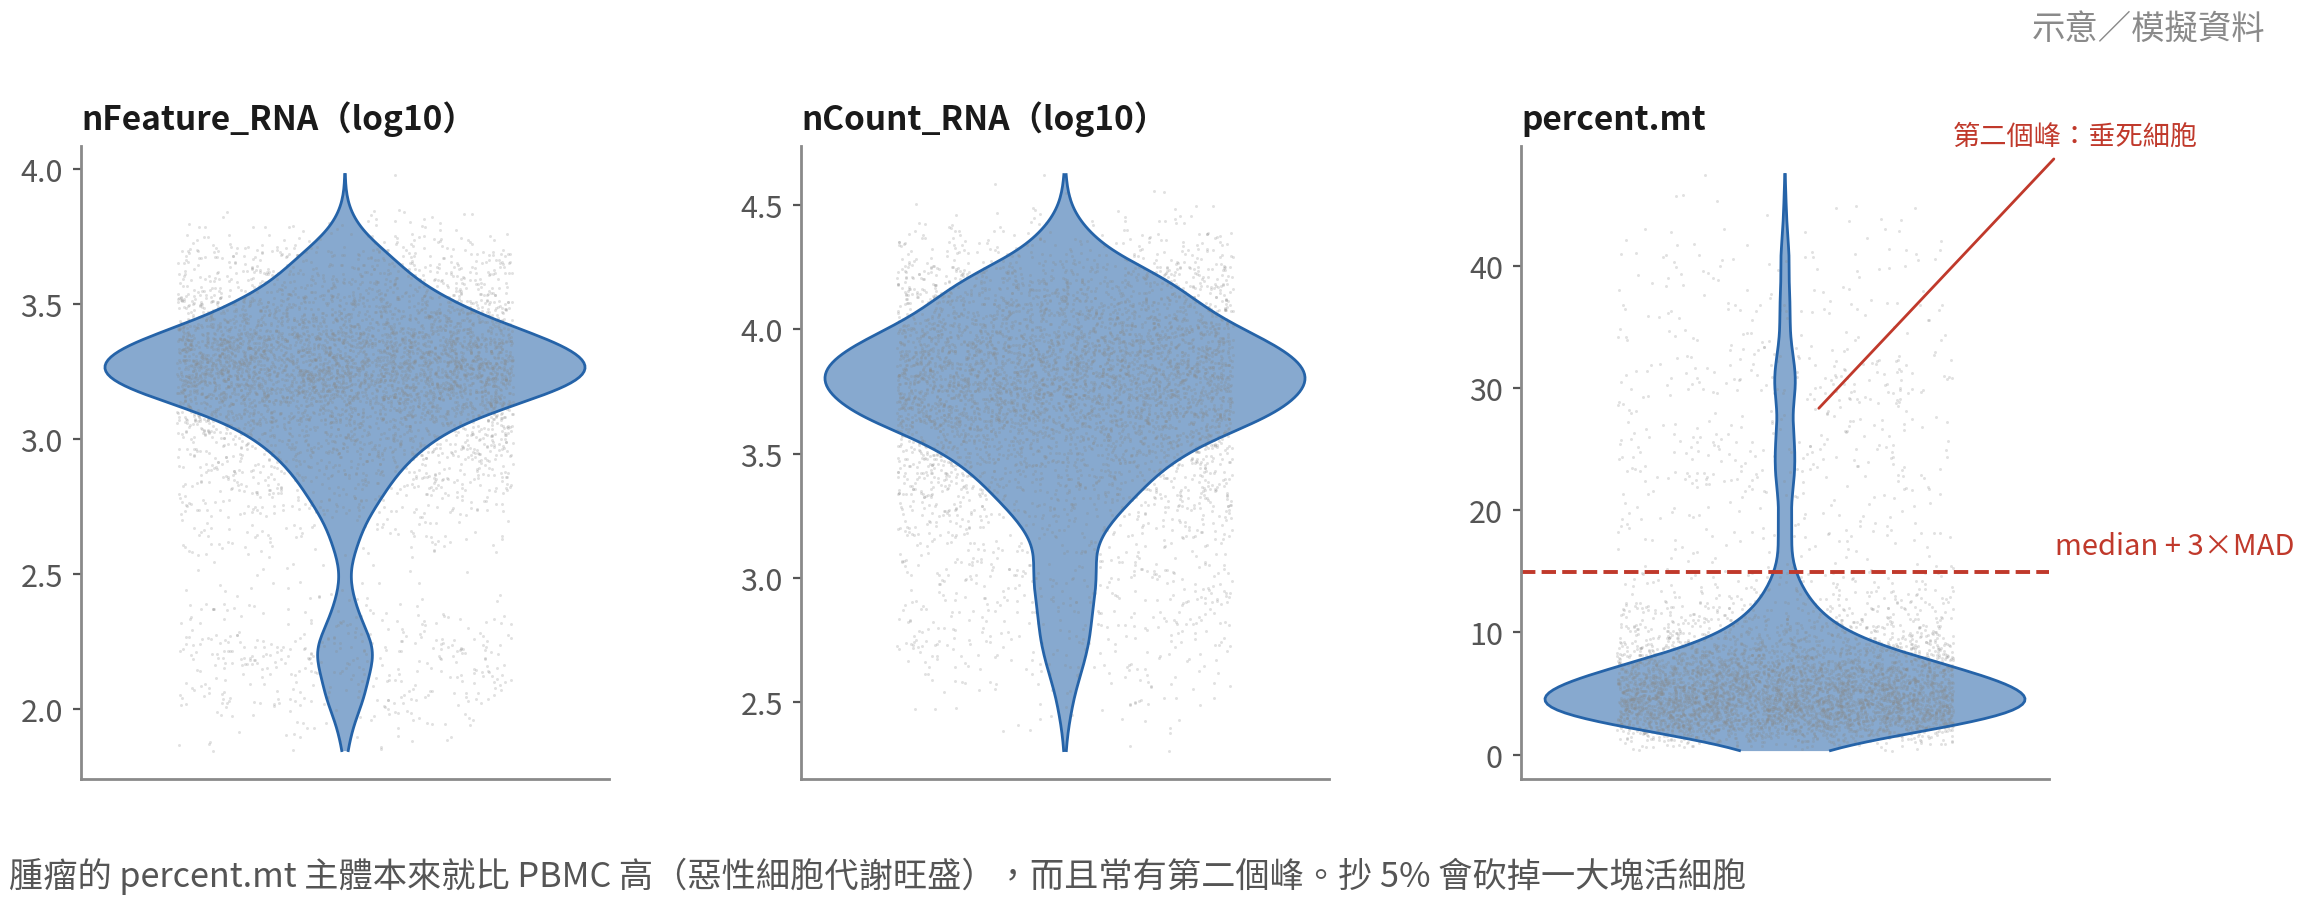 示意／模擬資料
nFeature_RNA（log10）
4.0
3.5
3.0
2.5
2.0
nCount_RNA（log10）
4.5
4.0
3.5
3.0
2.5
percent.mt
第二個峰：垂死細胞
40
30
20
10
0
median + 3×MAD
腫瘤的 percent.mt 主體本來就比 PBMC 高（惡性細胞代謝旺盛），而且常有第二個峰。抄 5% 會砍掉一大塊活細胞